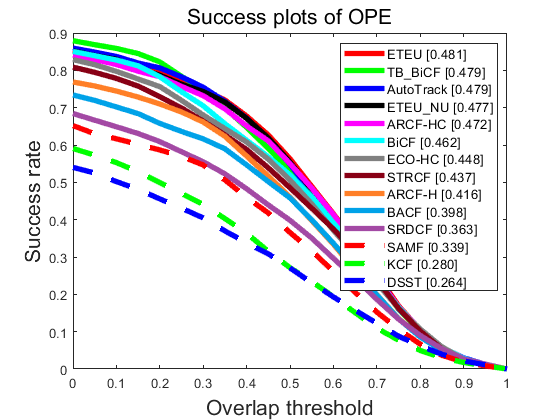 Success plots of OPE
Success rate
0.9
0.8
0.7
0.6
0.5
0.4
0.3
0.2
0.1
0
ETEU [0.481]
TB_BiCF [0.479]
AutoTrack [0.479]
ETEU_NU [0.477]
ARCF-HC [0.472]
BiCF [0.462]
ECO-HC [0.448]
STRCF [0.437]
ARCF-H [0.416]
BACF [0.398]
SRDCF [0.363]
SAMF [0.339]
KCF [0.280]
DSST [0.264]
0 0.1 0.2 0.3 0.4 0.5 0.6 0.7 0.8 0.9 1
Overlap threshold